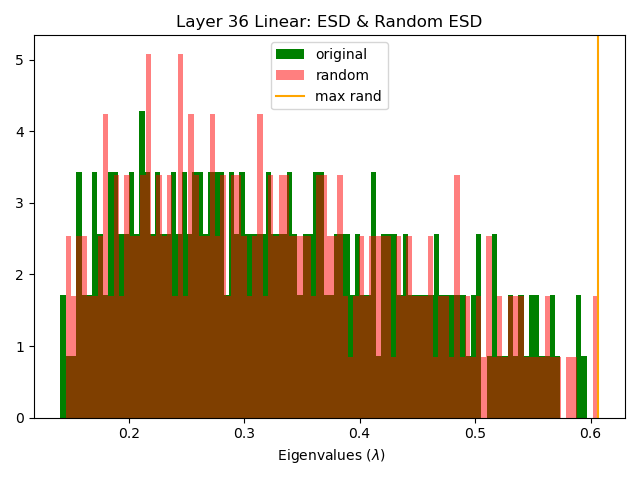 Layer 36 Linear: ESD & Random ESD
original
random
max rand
5
4
3
2
1
0
0.2 0.3 0.4 0.5 0.6
Eigenvalues (λ)